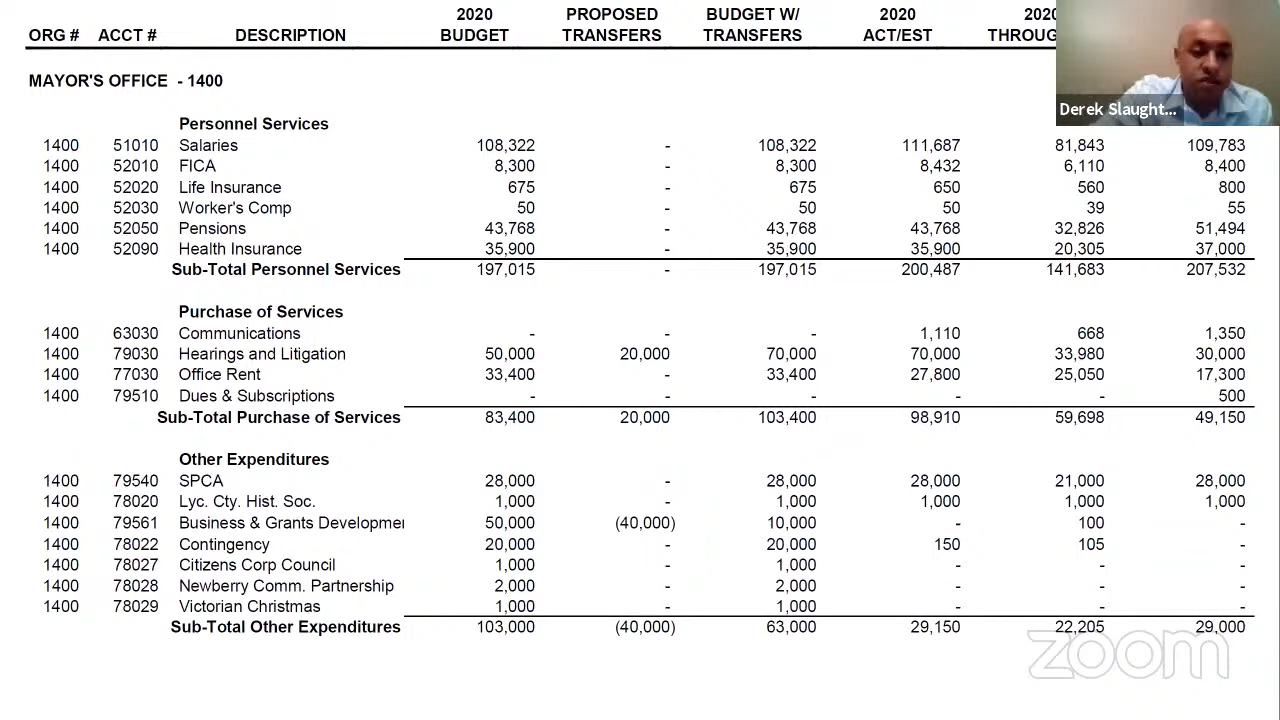 2020 PROPOSED BUDGET W/ 2020 2020
ORG # ACCT # DESCRIPTION BUDGET TRANSFERS TRANSFERS ACT/EST
MAYOR'S OFFICE - 1400
Derek Slaught...
Personnel Services
1400 51010 Salaries 108,322 - 108,322 111,687 81,843 109,783
1400 52010 FICA 8,300 - 8,300 8,432 6,110 8,400
1400 52020 Life Insurance 675 - 675 650 560 800
1400 52030 Worker's Comp 50 - 50 50 39 55
1400 52050 Pensions 43,768 - 43,768 43,768 32,826 51,494
1400 52090 Health Insurance 35,900 - 35,900 35,900 20,305 37,000
Sub-Total Personnel Services 197,015 - 197,015 200,487 141,683 207,532
Purchase of Services
1400 63030 Communications - - - 1,110 668 1,350
1400 79030 Hearings and Litigation 50,000 20,000 70,000 70,000 33,980 30,000
1400 77030 Office Rent 33,400 - 33,400 27,800 25,050 17,300
1400 79510 Dues & Subscriptions - - - - - 500
Sub-Total Purchase of Services 83,400 20,000 103,400 98,910 59,698 49,150
Other Expenditures
1400 79540 SPCA 28,000 - 28,000 28,000 21,000 28,000
1400 78020 Lyc. Cty. Hist. Soc. 1,000 - 1,000 1,000 1,000 1,000
1400 79561 Business & Grants Developmer 50,000 (40,000) 10,000 - 100 -
1400 78022 Contingency 20,000 - 20,000 150 105 -
1400 78027 Citizens Corp Council 1,000 - 1,000 - - -
1400 78028 Newberry Comm. Partnership 2,000 - 2,000 - - -
1400 78029 Victorian Christmas 1,000 - 1,000 - - -
Sub-Total Other Expenditures 103,000 (40,000) 63,000 29,150 22,205 29,000
zoom